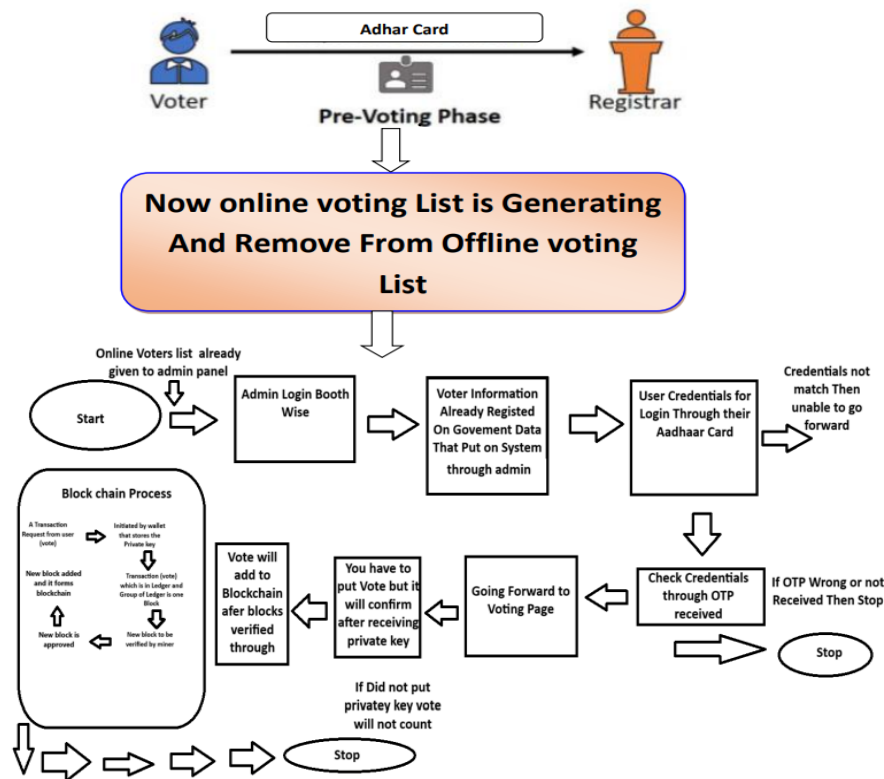 Adhar Card
Voter
Registrar
Pre-Voting Phase
Now online voting List is Generating
And Remove From Offline voting
List
Online Voters list already
given to admin panel
Start
Admin Login Booth
Wise
Voter Information
Already Registed
On Govement Data
That Put on System
through admin
User Credentials for
Login Through their
Aadhaar Card
Credentials not
match Then
unable to go
forward
Check Credentials
through OTP
received
If OTP Wrong or not
Received Then Stop
Stop
Going Forward to
Voting Page
You have to
put Vote but it
will confirm
after receiving
private key
If Did not put
privatey key vote
will not count
Vote will
add to
Blockchain
afer blocks
verified
through
Block chain Process
A Transaction
Request from user
(vote)
Initiated by wallet
that stores the
Private key
Transaction (vote)
which is in Ledger and
Group of Ledger is one
Block
New block to be
verified by miner
New block is
approved
New block added
and it forms
blockchain
Stop